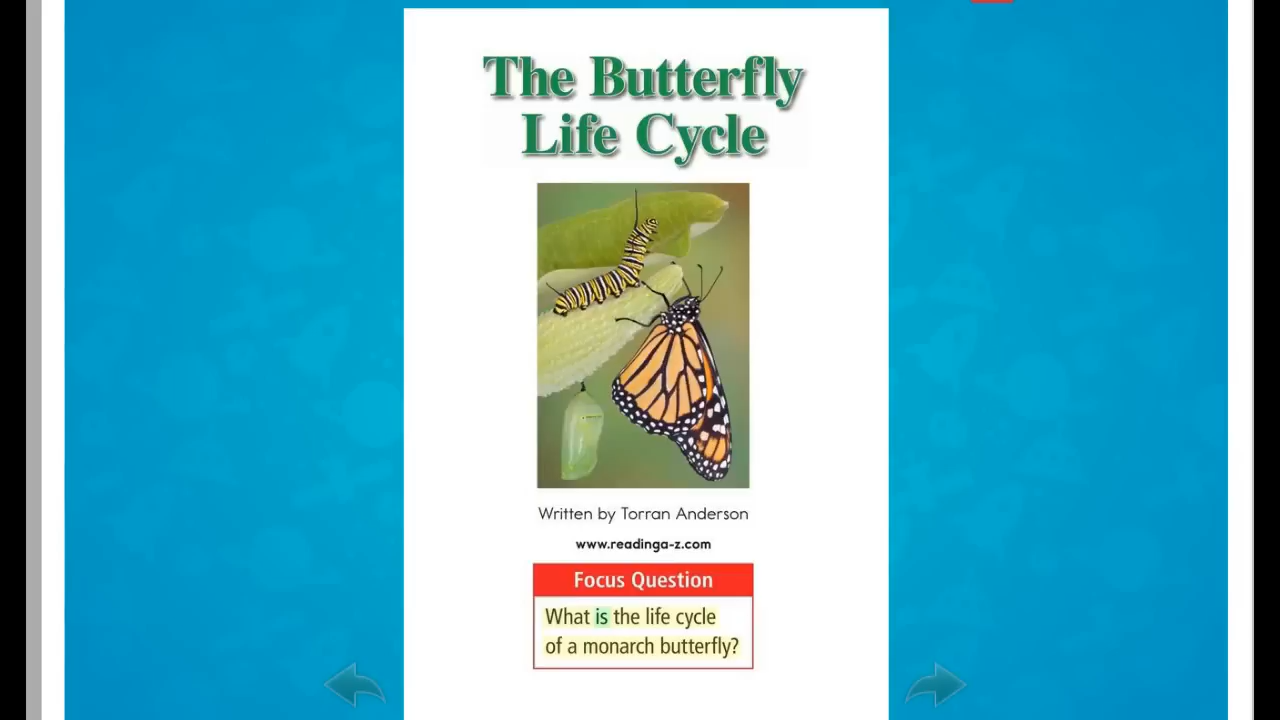 The Butterfly
Life Cycle
Written by Torran Anderson
www.readinga-z.com
Focus Question
What is the life cycle
of a monarch butterfly?